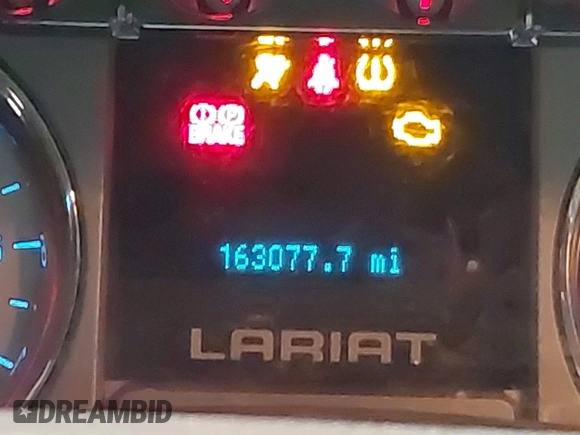 (!) (P)
BRAKE
163077.7 mi
LARIAT
DREAMBID